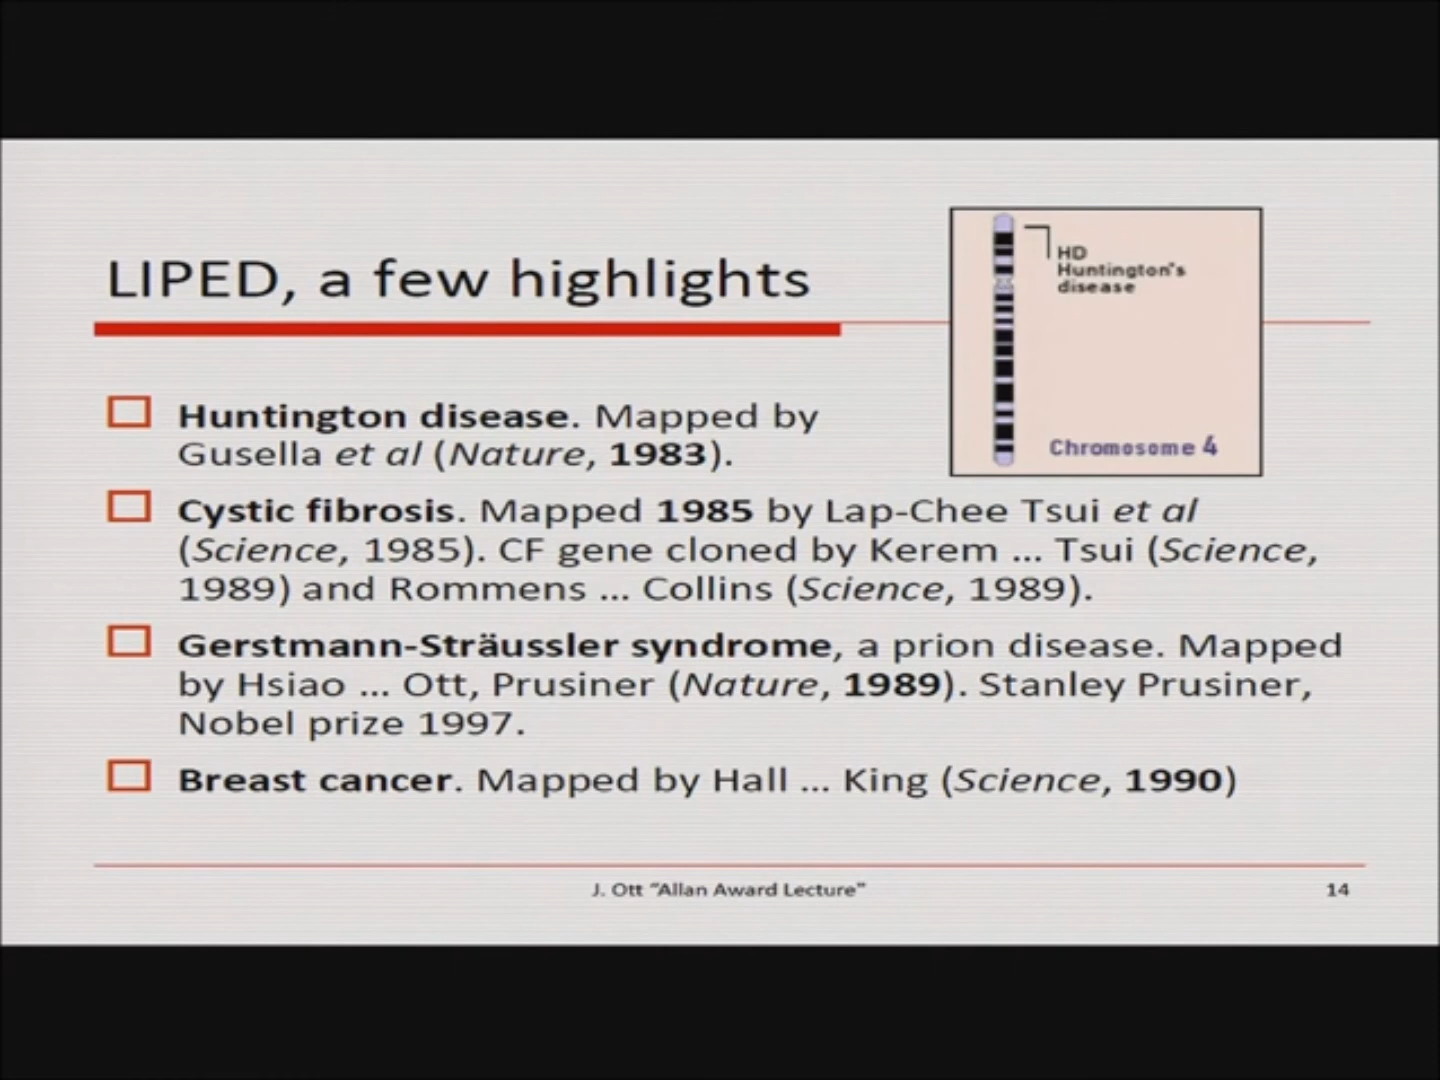 LIPED, a few highlights
HD
Huntington's
disease
Chromosome 4
Huntington disease. Mapped by
Gusella et al (Nature, 1983).
Cystic fibrosis. Mapped 1985 by Lap-Chee Tsui et al
(Science, 1985). CF gene cloned by Kerem ... Tsui (Science,
1989) and Rommens ... Collins (Science, 1989).
Gerstmann-Sträussler syndrome, a prion disease. Mapped
by Hsiao ... Ott, Prusiner (Nature, 1989). Stanley Prusiner,
Nobel prize 1997.
Breast cancer. Mapped by Hall ... King (Science, 1990)
J. Ott "Allan Award Lecture"
14